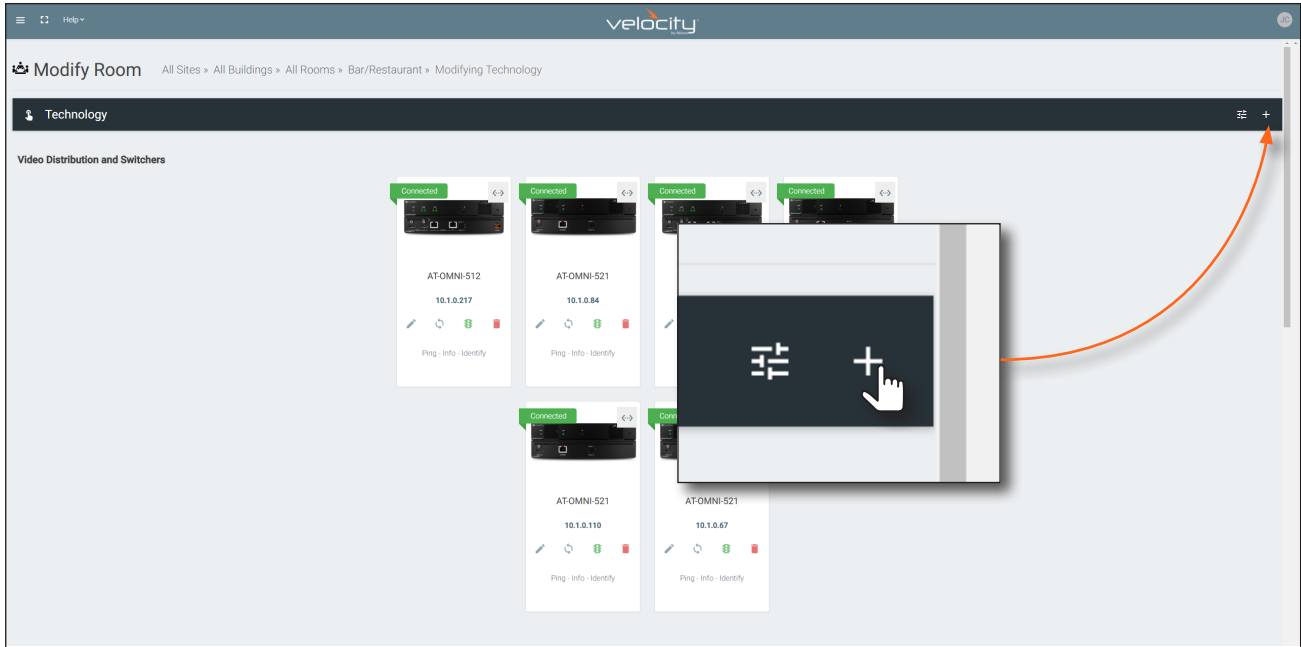 Help
velocity
by Atlona
JC
Modify Room All Sites » All Buildings » All Rooms » Bar/Restaurant » Modifying Technology
Technology
Video Distribution and Switchers
Connected Connected Connected Connected
AT-OMNI-512 AT-OMNI-521
10.1.0.217 10.1.0.84
Ping - Info - Identify Ping - Info - Identify
Connected
AT-OMNI-521 AT-OMNI-521
10.1.0.110 10.1.0.67
Ping - Info - Identify Ping - Info - Identify